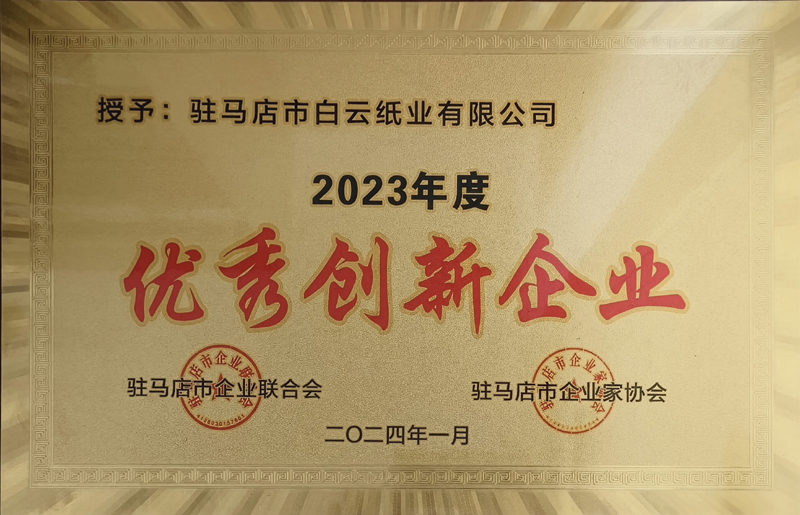 授予：驻马店市白云纸业有限公司
2023年度
优秀创新企业
驻马店市企业联合会
驻马店市企业家协会
二〇二四年一月